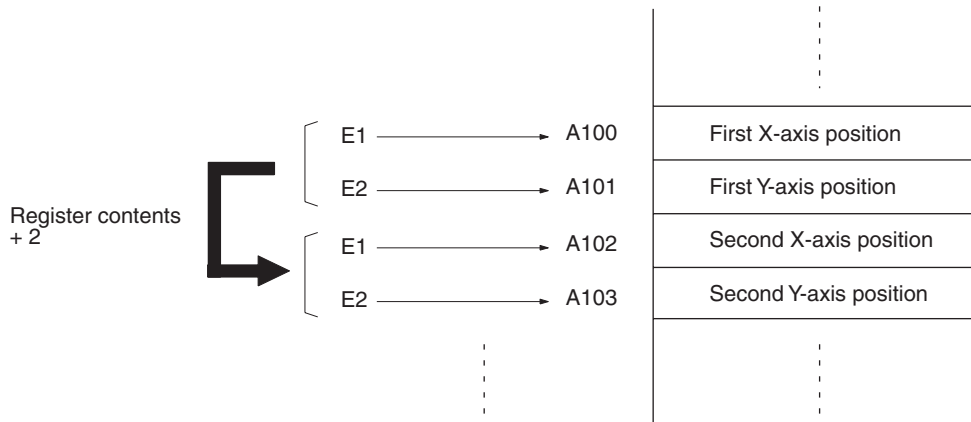 E1 A100 First X-axis position
E2 A101 First Y-axis position
Register contents
+ 2
E1 A102 Second X-axis position
E2 A103 Second Y-axis position